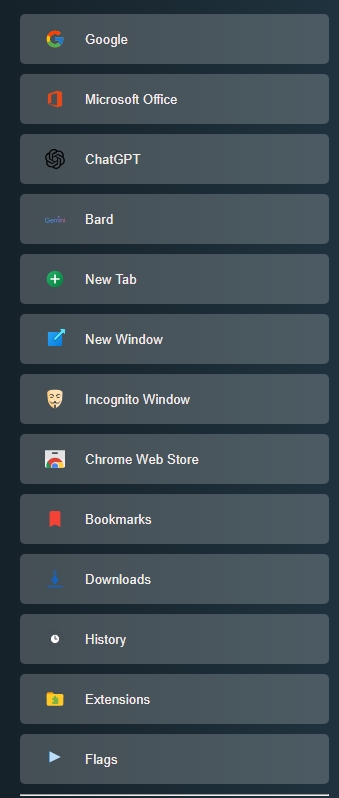 Google
Microsoft Office
ChatGPT
Gemini Bard
New Tab
New Window
Incognito Window
Chrome Web Store
Bookmarks
Downloads
History
Extensions
Flags